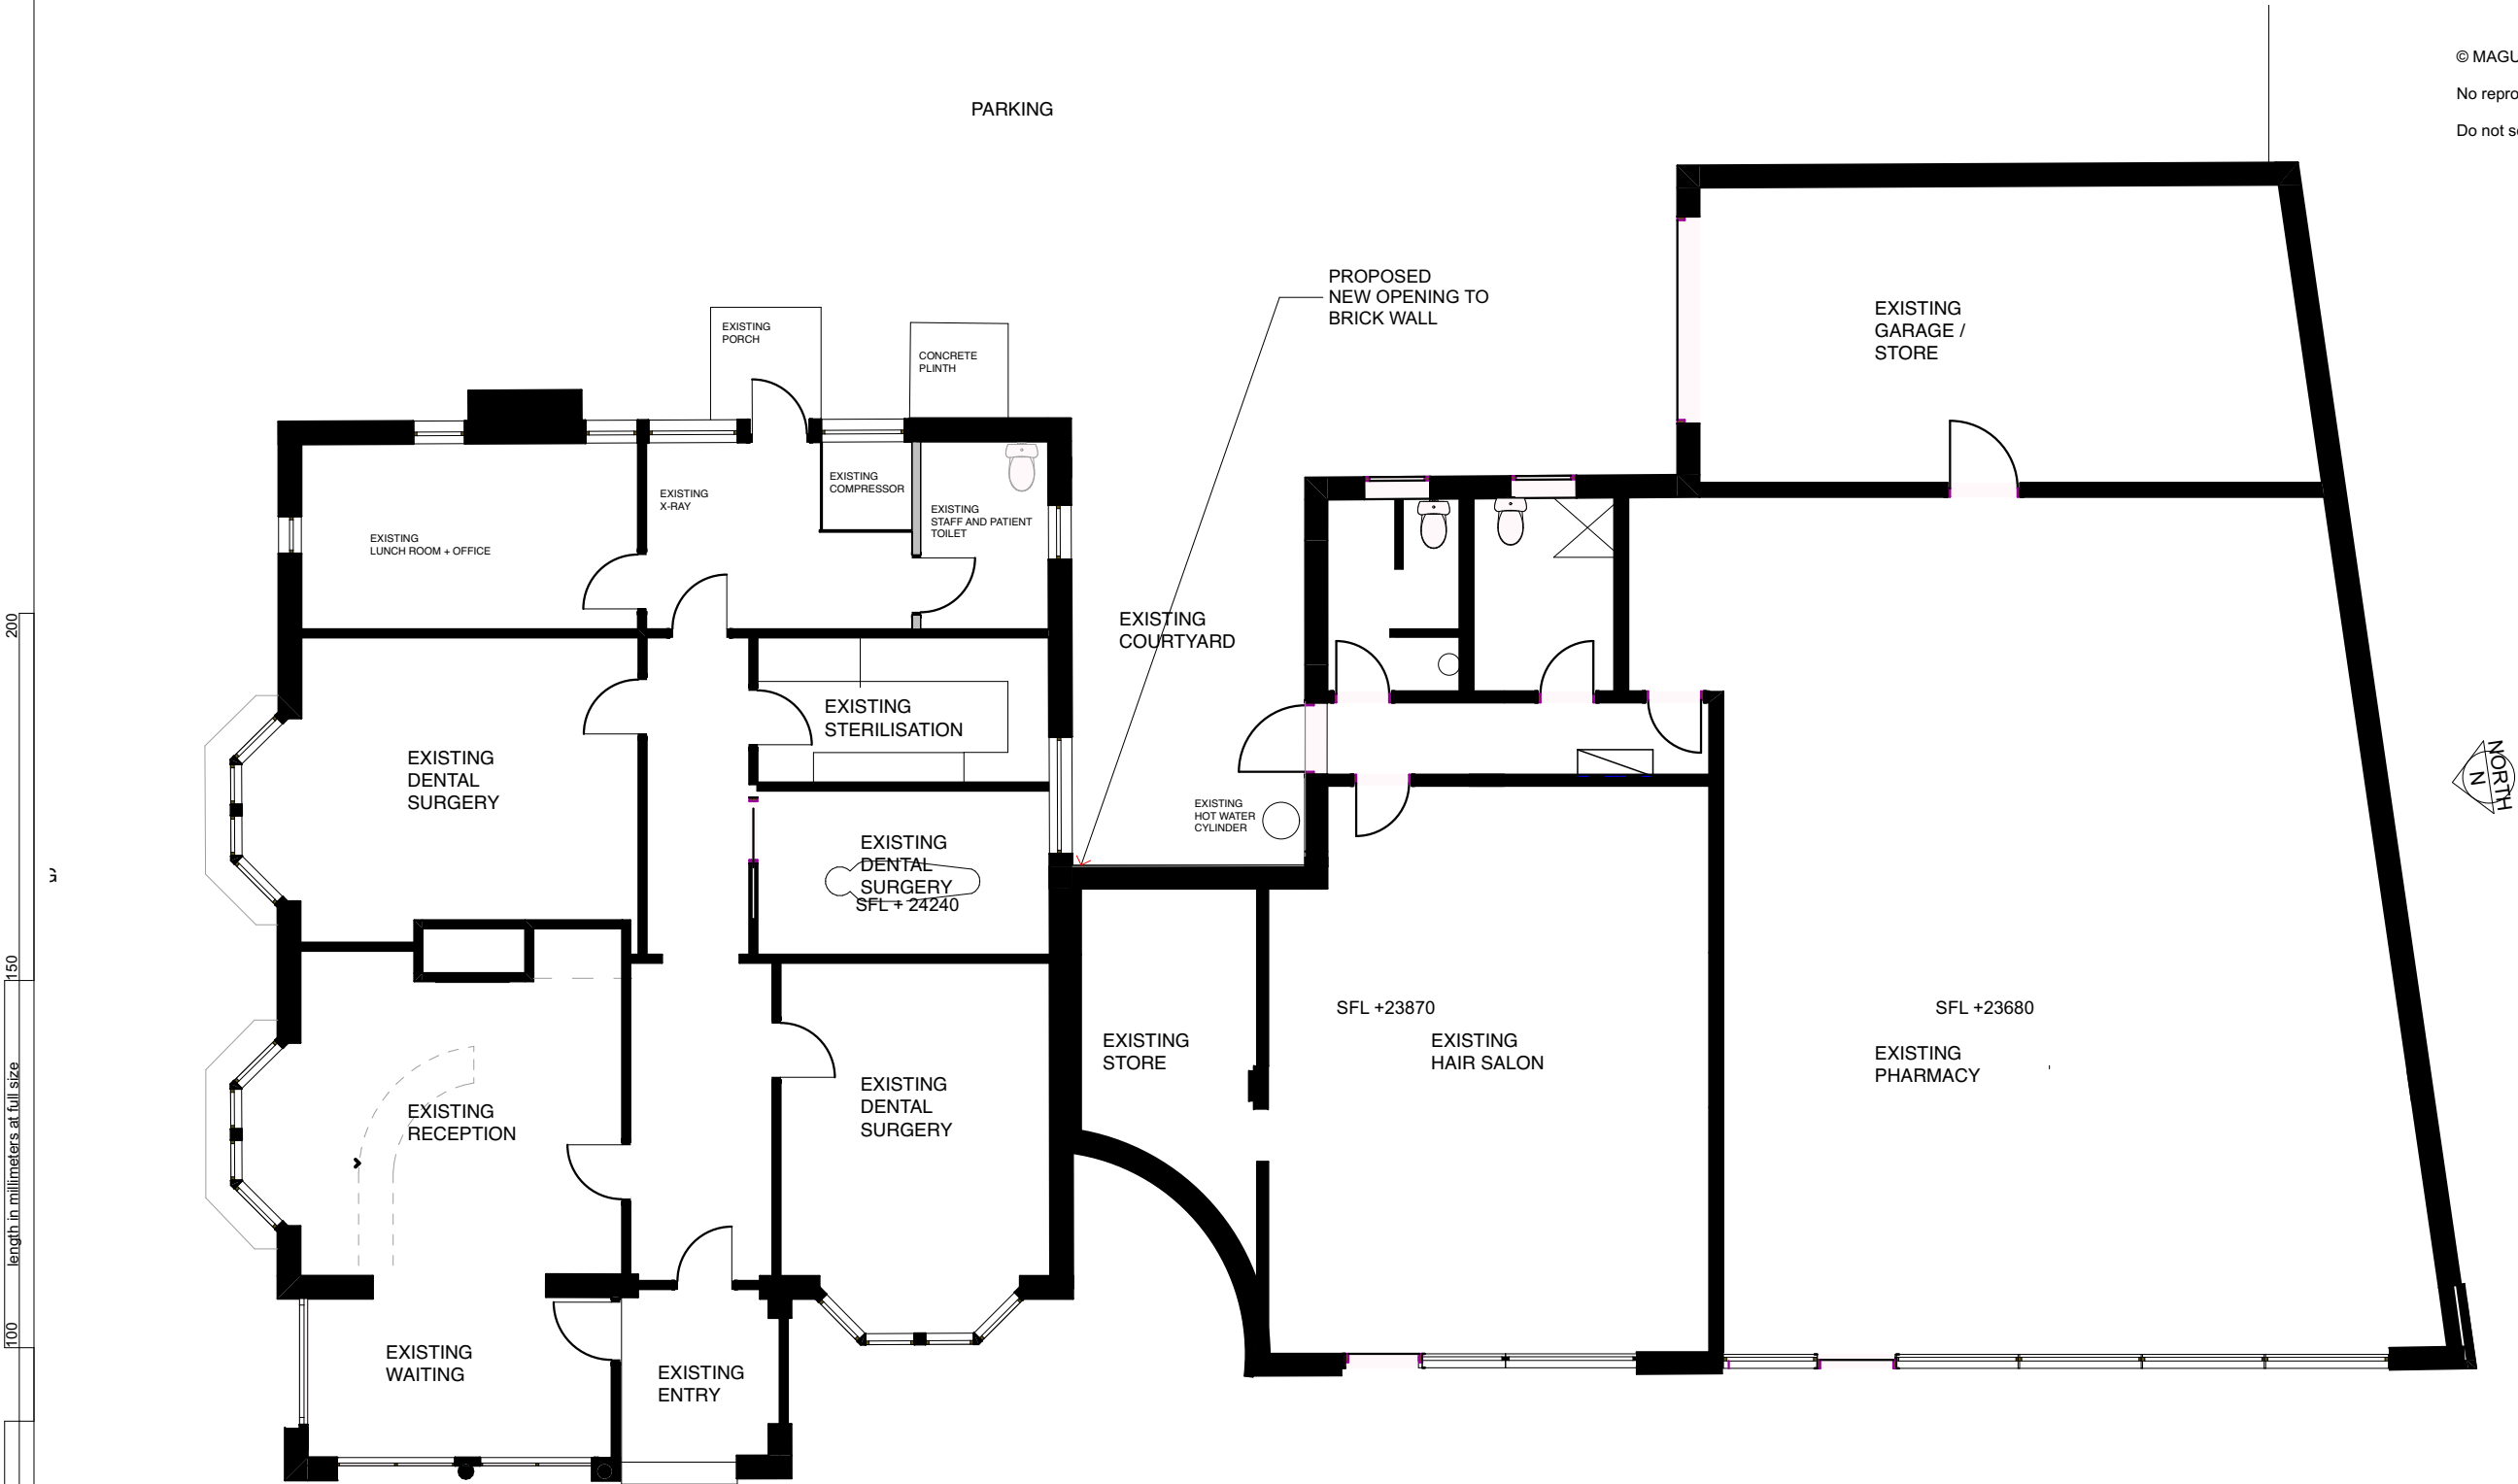 © MAGU
No repro
Do not s
PARKING
PROPOSED
NEW OPENING TO
BRICK WALL
EXISTING
GARAGE /
STORE
EXISTING
PORCH
CONCRETE
PLINTH
EXISTING
COMPRESSOR
EXISTING
X-RAY
EXISTING
STAFF AND PATIENT
TOILET
EXISTING
LUNCH ROOM + OFFICE
EXISTING
COURTYARD
EXISTING
STERILISATION
EXISTING
DENTAL
SURGERY
EXISTING
HOT WATER
CYLINDER
EXISTING
DENTAL
SURGERY
SFL + 24240
NORTH
N
SFL +23870
SFL +23680
EXISTING
STORE
EXISTING
HAIR SALON
EXISTING
PHARMACY
EXISTING
RECEPTION
EXISTING
DENTAL
SURGERY
EXISTING
WAITING
EXISTING
ENTRY
200
150
length in millimeters at full size
100